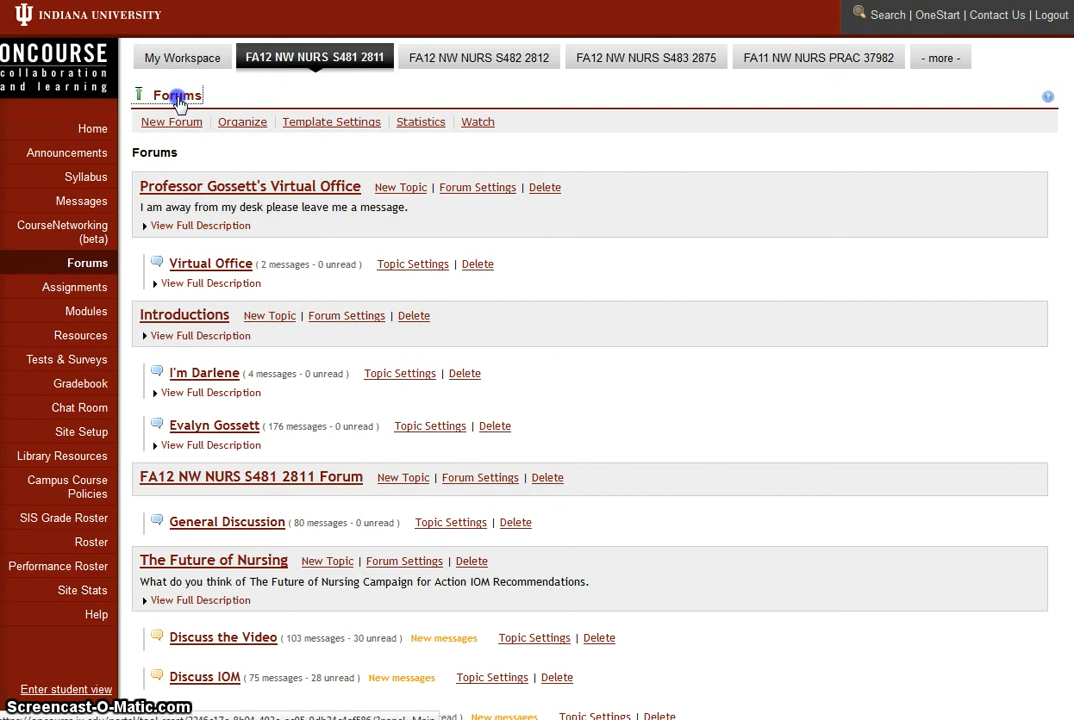 INDIANA UNIVERSITY
Search | OneStart | Contact Us | Logout
ONCOURSE
collaboration
and learning
My Workspace
FA12 NW NURS S481 2811
FA12 NW NURS S482 2812
FA12 NW NURS S483 2875
FA11 NW NURS PRAC 37982
- more -
Home
Announcements
Syllabus
Messages
CourseNetworking
(beta)
Forums
Assignments
Modules
Resources
Tests & Surveys
Gradebook
Chat Room
Site Setup
Library Resources
Campus Course
Policies
SIS Grade Roster
Roster
Performance Roster
Site Stats
Help
Enter student view
Forums
New Forum | Organize | Template Settings | Statistics | Watch
Forums
Professor Gossett's Virtual Office New Topic | Forum Settings | Delete
I am away from my desk please leave me a message.
View Full Description
Virtual Office ( 2 messages - 0 unread ) Topic Settings | Delete
View Full Description
Introductions New Topic | Forum Settings | Delete
View Full Description
I'm Darlene ( 4 messages - 0 unread ) Topic Settings | Delete
View Full Description
Evalyn Gossett ( 176 messages - 0 unread ) Topic Settings | Delete
View Full Description
FA12 NW NURS S481 2811 Forum New Topic | Forum Settings | Delete
General Discussion ( 80 messages - 0 unread ) Topic Settings | Delete
The Future of Nursing New Topic | Forum Settings | Delete
What do you think of The Future of Nursing Campaign for Action IOM Recommendations.
View Full Description
Discuss the Video ( 103 messages - 30 unread ) New messages Topic Settings | Delete
Discuss IOM ( 75 messages - 28 unread ) New messages Topic Settings | Delete
Screencast-O-Matic.com
New messages Topic Settings | Delete